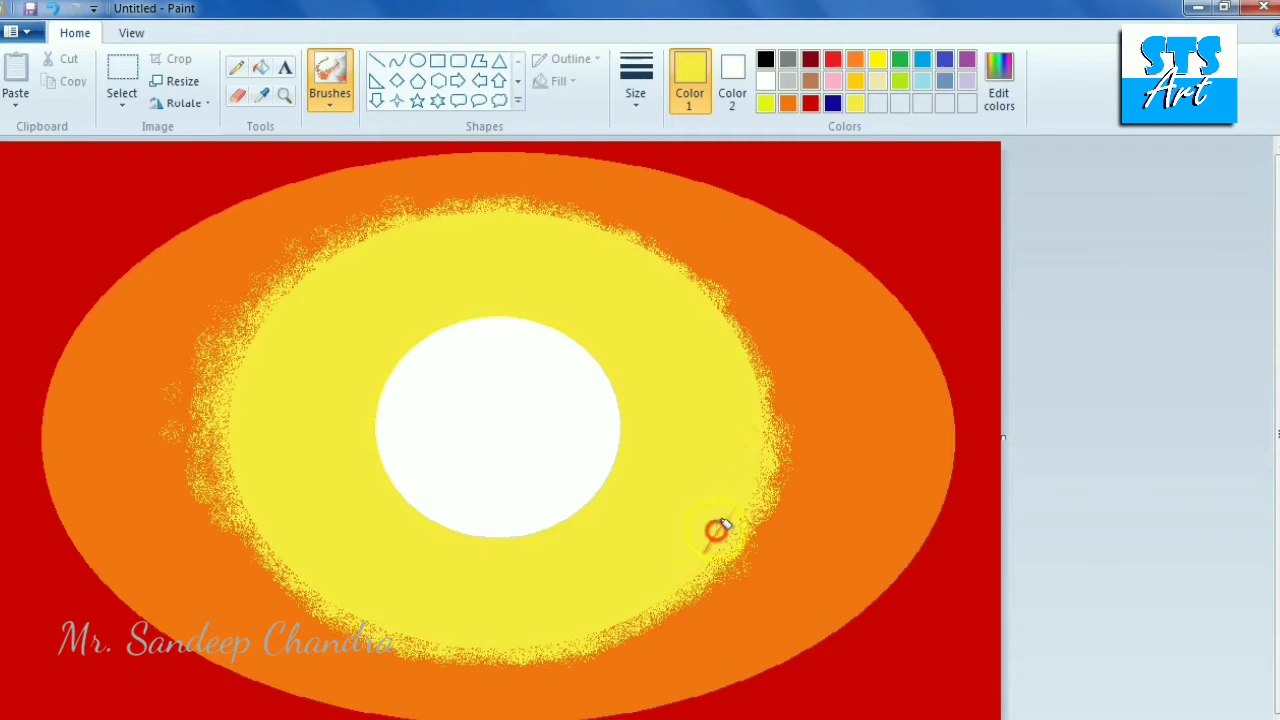 Untitled - Paint
Home
View
Paste
Cut
Copy
Clipboard
Select
Crop
Resize
Rotate
Image
A
Tools
Brushes
Shapes
Outline
Fill
Size
Color 1
Color 2
Edit colors
Colors
STS
Art
Mr. Sandeep Chandra